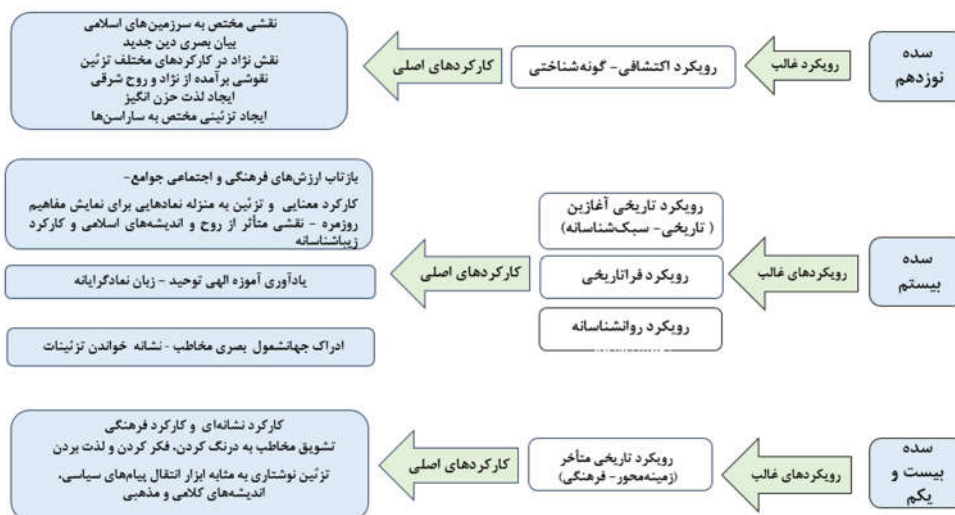 سده
نوزدهم
رویکرد غالب
رویکرد اکتشافی- گونه‌شناختی
کارکردهای اصلی
نقشی مختص به سرزمین‌های اسلامی
بیان بصری دین جدید
نقش نژاد در کارکردهای مختلف تزئین
نقوشی برآمده از نژاد و روح شرقی
ایجاد لذت حزن انگیز
ایجاد تزئینی مختص به ساراسن‌ها
سده
بیستم
رویکردهای غالب
رویکرد تاریخی آغازین
( تاریخی- سبک‌شناسانه)
رویکرد فراتاریخی
رویکرد روانشناسانه
کارکردهای اصلی
بازتاب ارزش‌های فرهنگی و اجتماعی جوامع-
کارکرد معنایی و تزئین به منزله نمادهایی برای نمایش مفاهیم
روزمره - نقشی متأثر از روح و اندیشه‌های اسلامی و کارکرد
زیباشناسانه
یادآوری آموزه الهی توحید - زبان نمادگرایانه
ادراک جهانشمول بصری مخاطب - نشانه خواندن تزئینات
سده
بیست و
یکم
رویکردهای غالب
رویکرد تاریخی متأخر
(زمینه‌محور- فرهنگی)
کارکردهای اصلی
کارکرد نشانه‌ای و کارکرد فرهنگی
تشویق مخاطب به درنگ کردن، فکر کردن و لذت بردن
تزئین نوشتاری به مثابه ابزار انتقال پیام‌های سیاسی،
اندیشه‌های کلامی و مذهبی